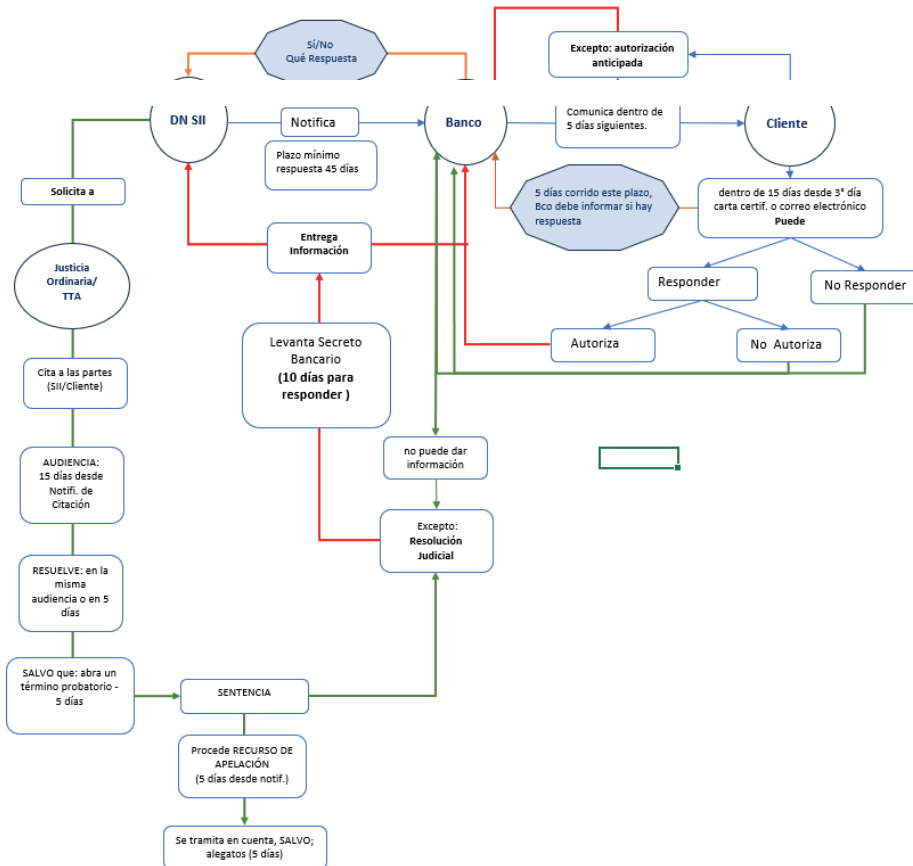 Sí/No
Qué Respuesta
Excepto: autorización
anticipada
DN SII
Notifica
Banco
Comunica dentro de
5 días siguientes.
Cliente
Plazo mínimo
respuesta 45 días
Solicita a
5 días corrido este plazo,
Bco debe informar si hay
respuesta
dentro de 15 días desde 3° día
carta certif. o correo electrónico
Puede
Entrega
Información
Justicia
Ordinaria/
TTA
Responder
No Responder
Levanta Secreto
Bancario
(10 días para
responder )
Autoriza
No Autoriza
Cita a las partes
(SII/Cliente)
no puede dar
información
AUDIENCIA:
15 días desde
Notifi. de
Citación
Excepto:
Resolución
Judicial
RESUELVE: en la
misma
audiencia o en 5
días
SALVO que: abra un
término probatorio -
5 días
SENTENCIA
Procede RECURSO DE
APELACIÓN
(5 días desde notif.)
Se tramita en cuenta, SALVO;
alegatos (5 días)